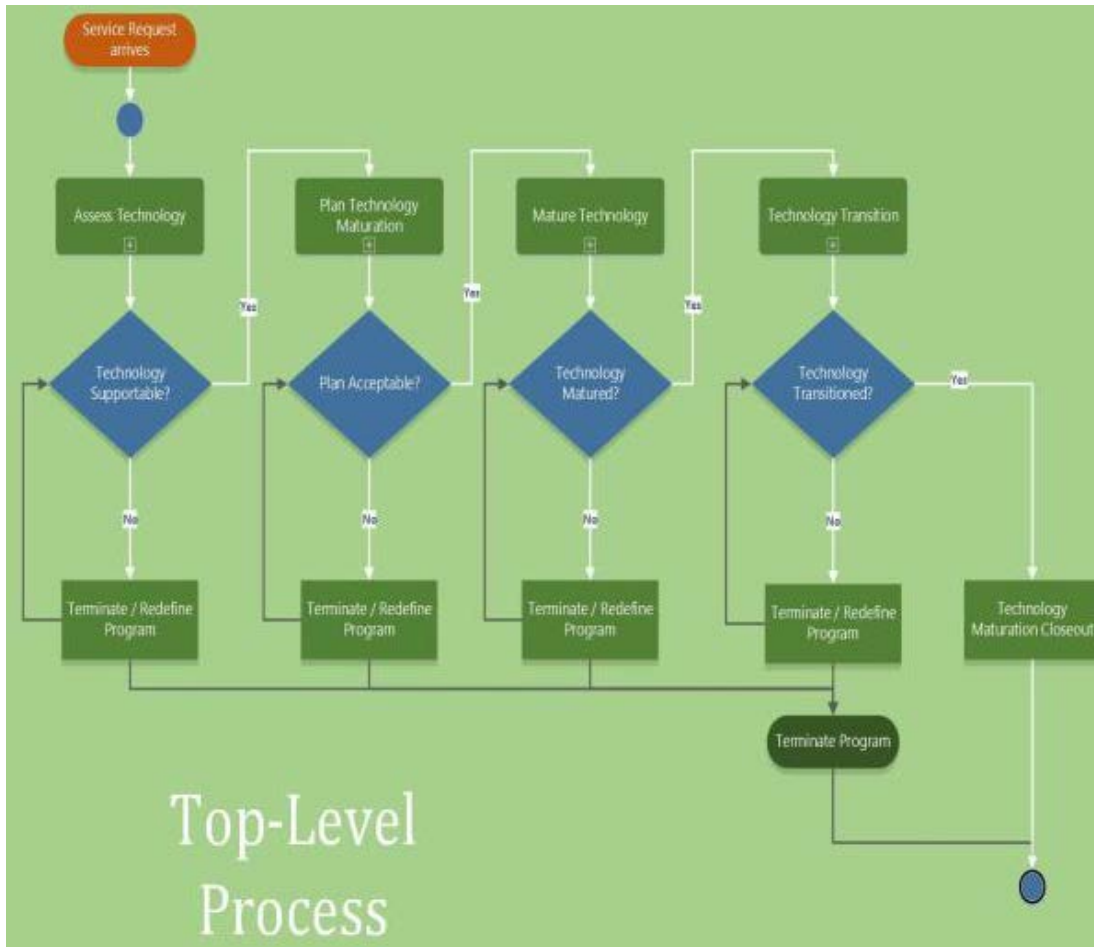 Service Request
arrives
Assess Technology
Plan Technology
Maturation
Mature Technology
Technology Transition
Yes
Yes
Yes
Technology
Supportable?
Plan Acceptable?
Technology
Matured?
Technology
Transitioned?
Yes
No
No
No
No
Terminate / Redefine
Program
Terminate / Redefine
Program
Terminate / Redefine
Program
Terminate / Redefine
Program
Technology
Maturation Closeout
Terminate Program
Top-Level
Process